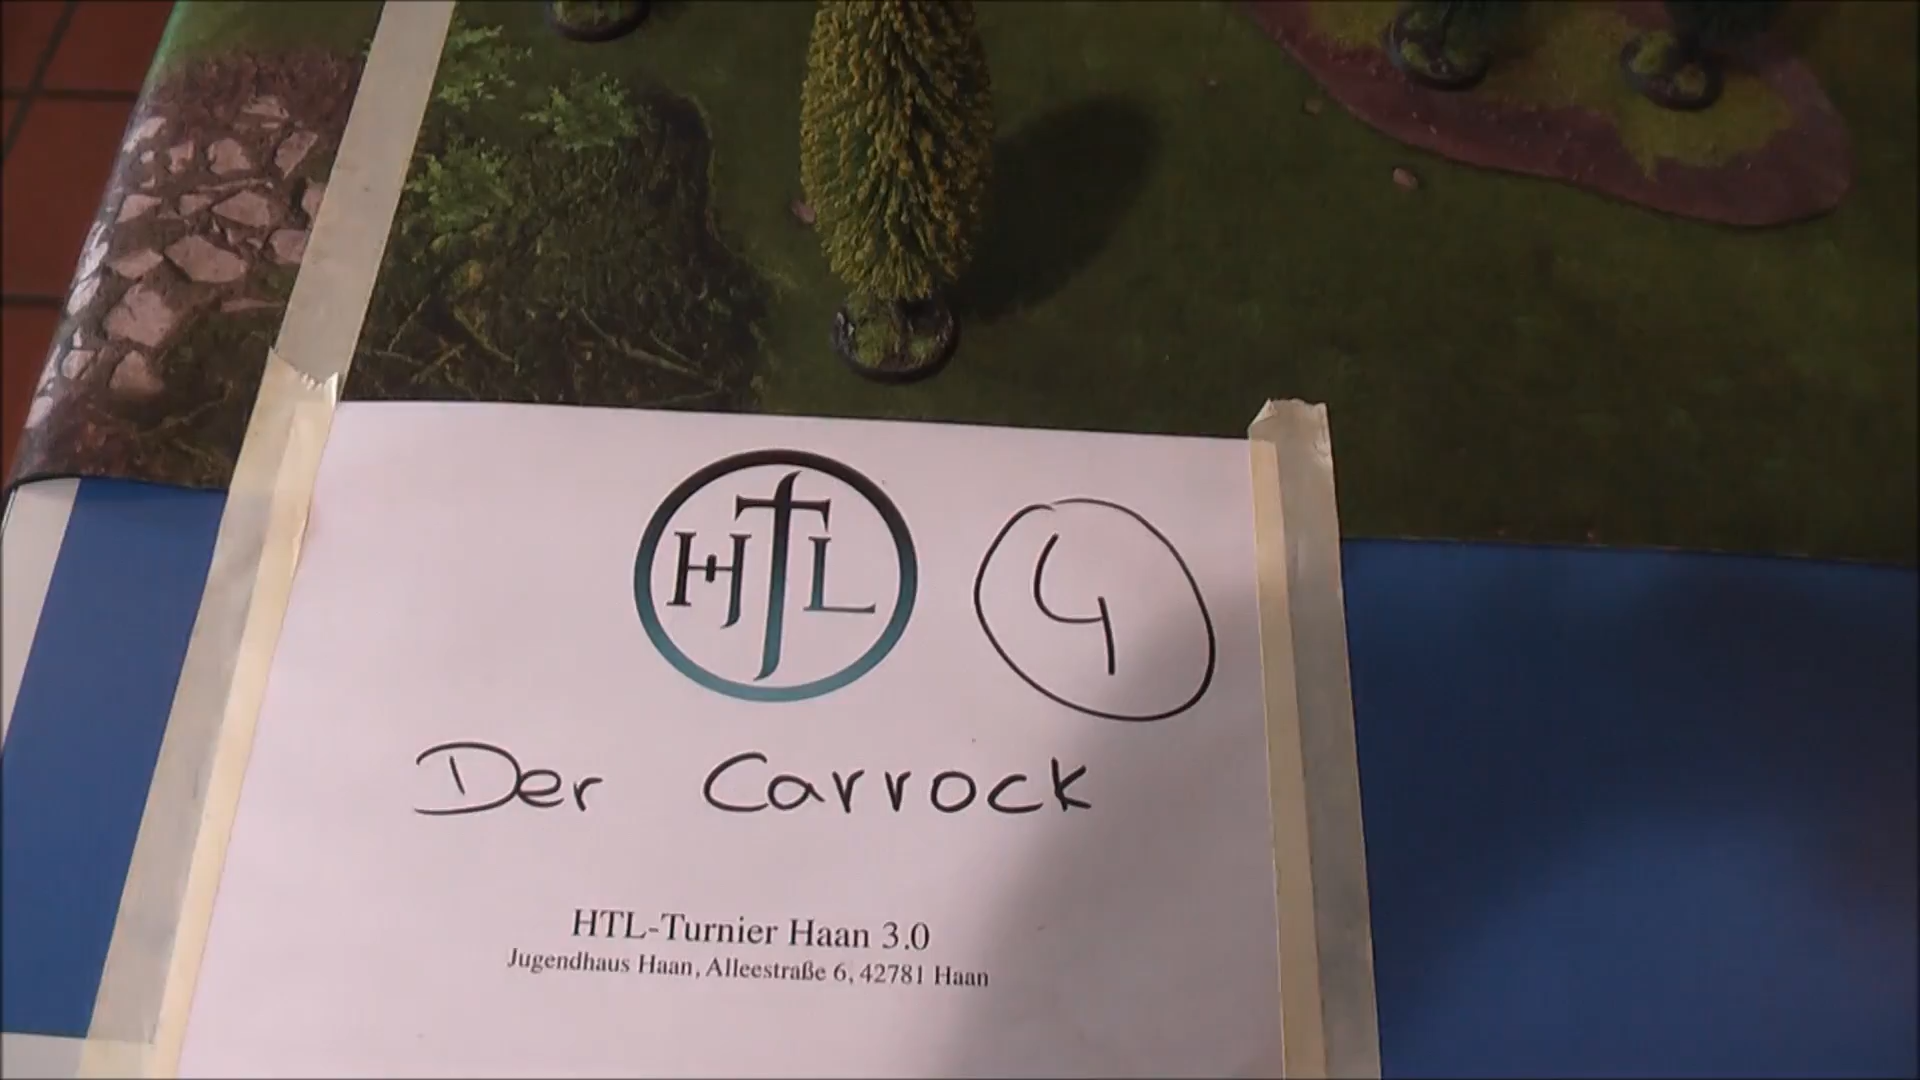 HTL 4
Der Carrock
HTL-Turnier Haan 3.0
Jugendhaus Haan, Alleestraße 6, 42781 Haan